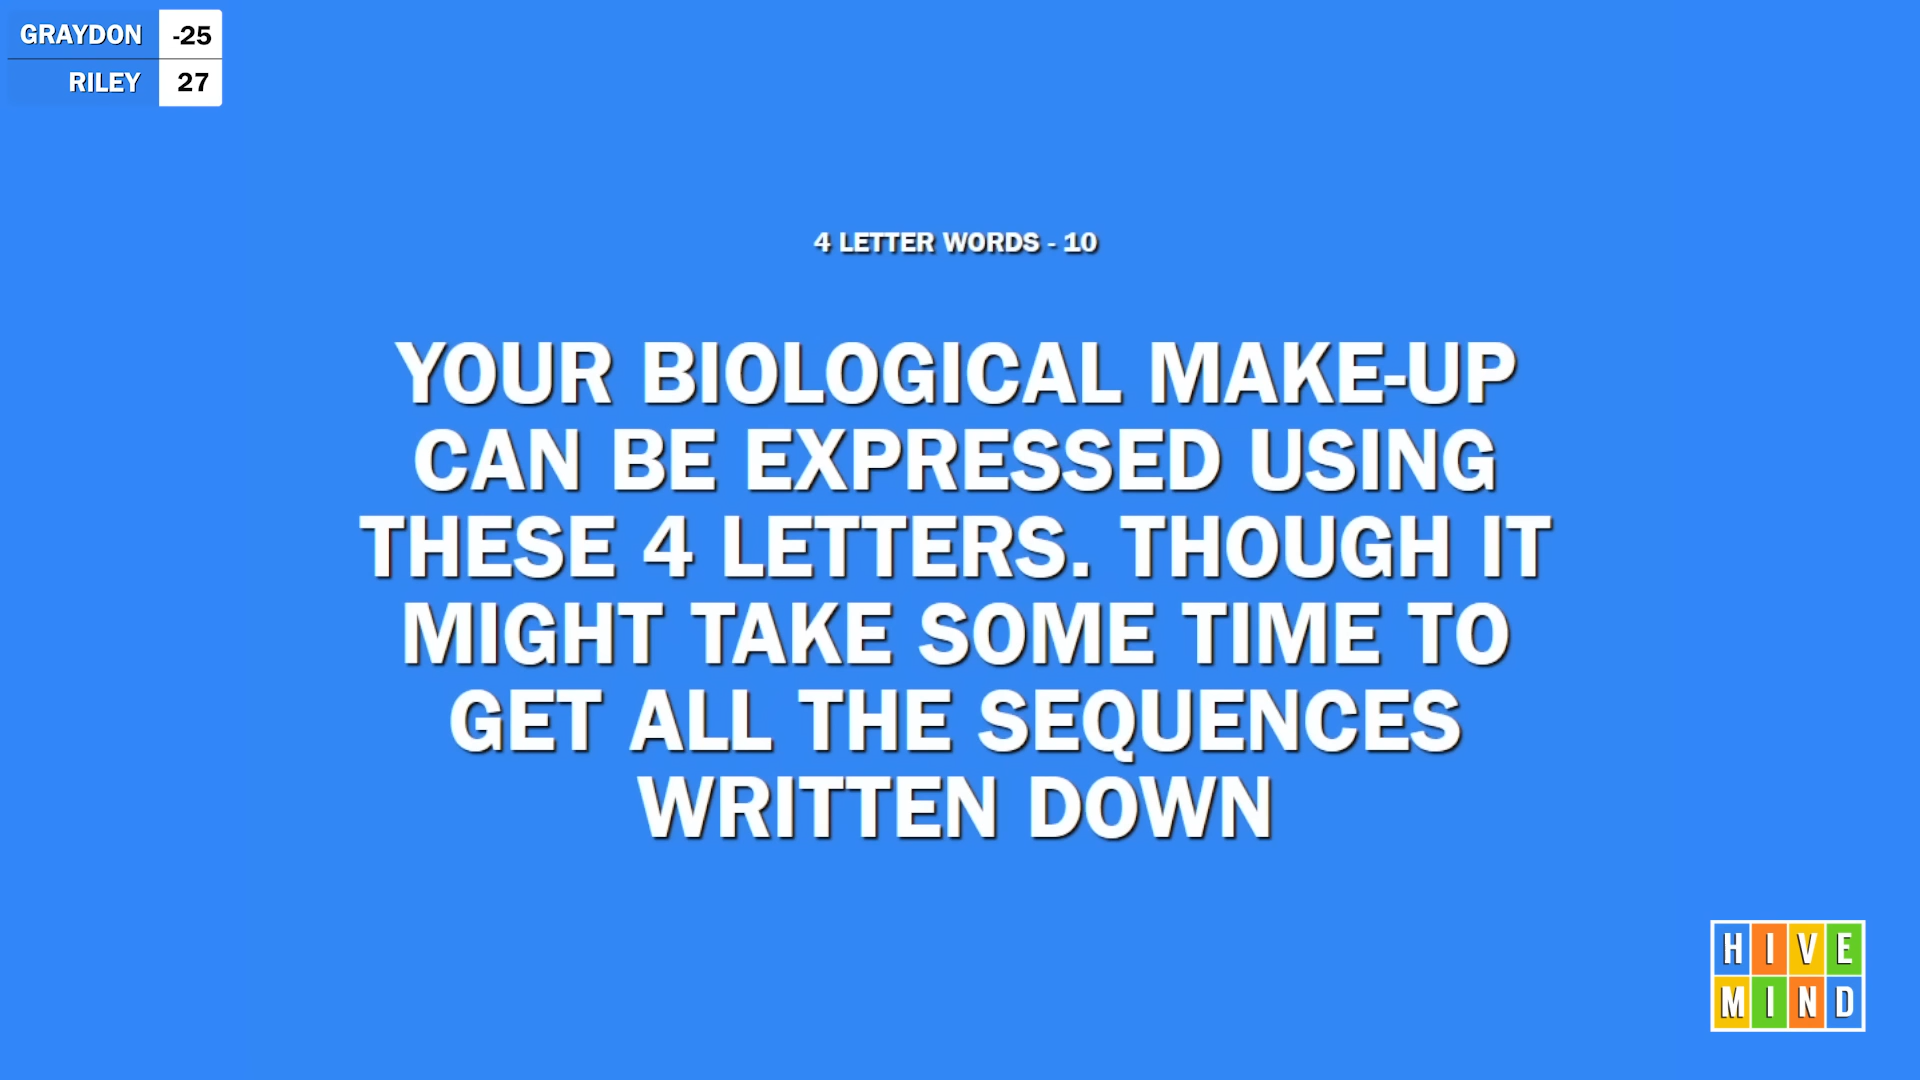 GRAYDON -25
RILEY 27
4 LETTER WORDS - 10
YOUR BIOLOGICAL MAKE-UP
CAN BE EXPRESSED USING
THESE 4 LETTERS. THOUGH IT
MIGHT TAKE SOME TIME TO
GET ALL THE SEQUENCES
WRITTEN DOWN
HIVE
MIND